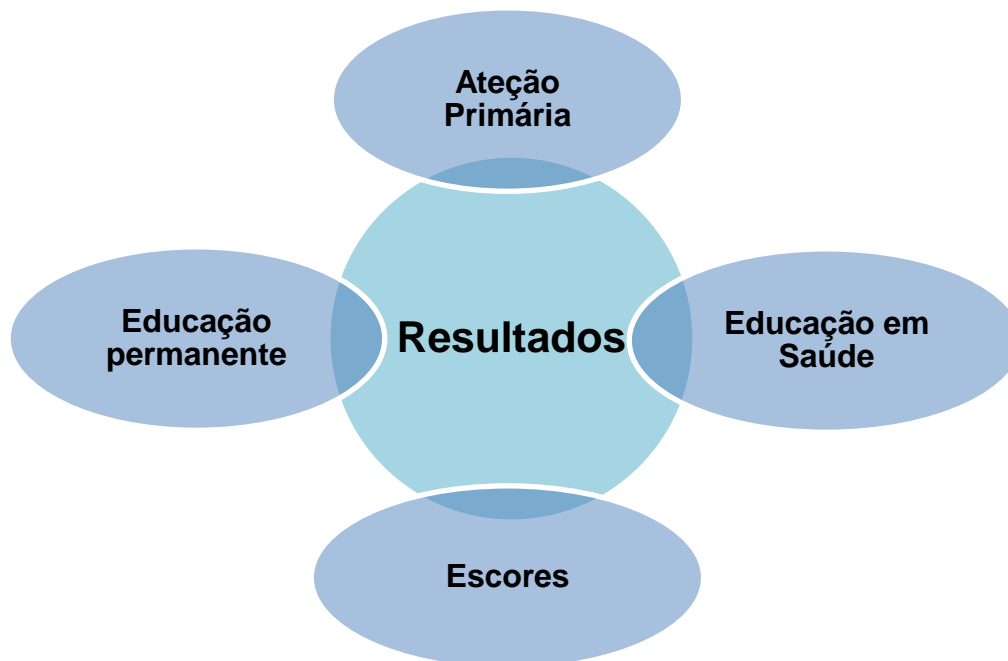 Ateção
Primária
Educação
permanente
Resultados
Educação em
Saúde
Escores